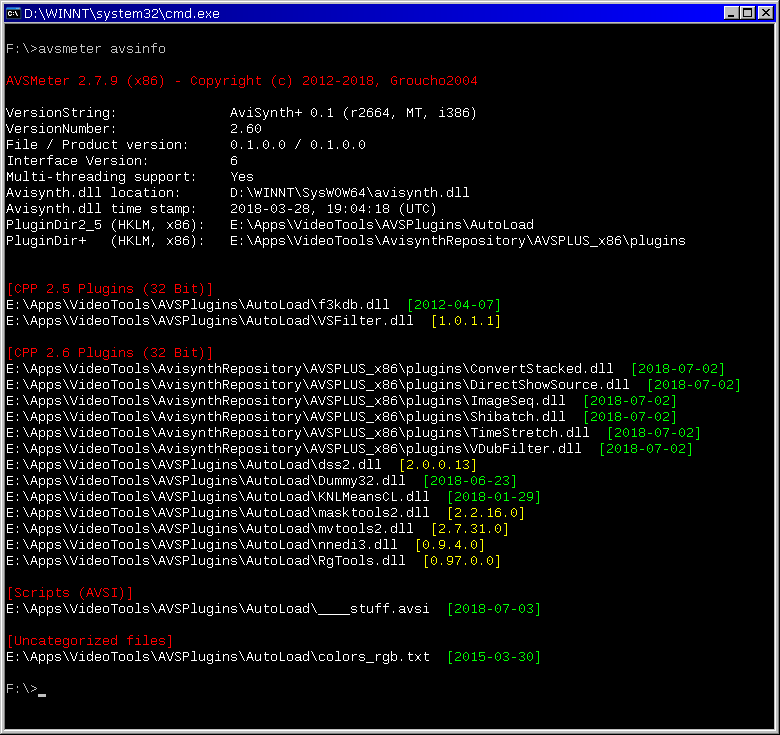 D:\WINNT\system32\cmd.exe
F:\>avsmeter avsinfo
AVSMeter 2.7.9 (x86) - Copyright (c) 2012-2018, Groucho2004
VersionString: AviSynth+ 0.1 (r2664, MT, i386)
VersionNumber: 2.60
File / Product version: 0.1.0.0 / 0.1.0.0
Interface Version: 6
Multi-threading support: Yes
Avisynth.dll location: D:\WINNT\SysWOW64\avisynth.dll
Avisynth.dll time stamp: 2018-03-28, 19:04:18 (UTC)
PluginDir2_5 (HKLM, x86): E:\Apps\VideoTools\AVSPlugins\AutoLoad
PluginDir+ (HKLM, x86): E:\Apps\VideoTools\AvisynthRepository\AVSPLUS_x86\plugins
[CPP 2.5 Plugins (32 Bit)]
E:\Apps\VideoTools\AVSPlugins\AutoLoad\f3kdb.dll [2012-04-07]
E:\Apps\VideoTools\AVSPlugins\AutoLoad\VSFilter.dll [1.0.1.1]
[CPP 2.6 Plugins (32 Bit)]
E:\Apps\VideoTools\AvisynthRepository\AVSPLUS_x86\plugins\ConvertStacked.dll [2018-07-02]
E:\Apps\VideoTools\AvisynthRepository\AVSPLUS_x86\plugins\DirectShowSource.dll [2018-07-02]
E:\Apps\VideoTools\AvisynthRepository\AVSPLUS_x86\plugins\ImageSeq.dll [2018-07-02]
E:\Apps\VideoTools\AvisynthRepository\AVSPLUS_x86\plugins\Shibatch.dll [2018-07-02]
E:\Apps\VideoTools\AvisynthRepository\AVSPLUS_x86\plugins\TimeStretch.dll [2018-07-02]
E:\Apps\VideoTools\AvisynthRepository\AVSPLUS_x86\plugins\VDubFilter.dll [2018-07-02]
E:\Apps\VideoTools\AVSPlugins\AutoLoad\dss2.dll [2.0.0.13]
E:\Apps\VideoTools\AVSPlugins\AutoLoad\Dummy32.dll [2018-06-23]
E:\Apps\VideoTools\AVSPlugins\AutoLoad\KNLMeansCL.dll [2018-01-29]
E:\Apps\VideoTools\AVSPlugins\AutoLoad\masktools2.dll [2.2.16.0]
E:\Apps\VideoTools\AVSPlugins\AutoLoad\mvtools2.dll [2.7.31.0]
E:\Apps\VideoTools\AVSPlugins\AutoLoad\nnedi3.dll [0.9.4.0]
E:\Apps\VideoTools\AVSPlugins\AutoLoad\RgTools.dll [0.97.0.0]
[Scripts (AVSI)]
E:\Apps\VideoTools\AVSPlugins\AutoLoad\____stuff.avsi [2018-07-03]
[Uncategorized files]
E:\Apps\VideoTools\AVSPlugins\AutoLoad\colors_rgb.txt [2015-03-30]
F:\>_